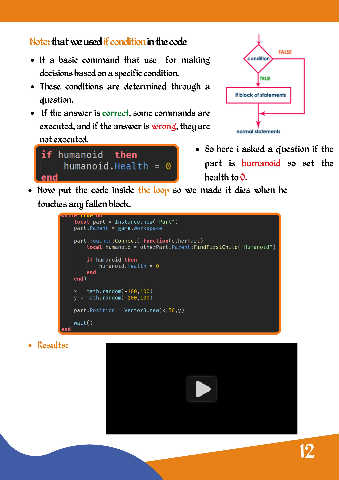 Note: that we used if condition in the code
• If a basic command that use for making
decisions based on a specific condition.
• These conditions are determined through a
question.
• If the answer is correct, some commands are
executed, and if the answer is wrong, they are
not executed.
condition
FALSE
TRUE
If block of statements
normal statements
if humanoid then
humanoid.Health = 0
end
• So here i asked a question if the
part is humanoid so set the
health to 0.
• Now put the code inside the loop so we made it dies when he
touches any fallen block.
while true do
local part = Instance.new("Part")
part.Parent = game.Workspace
part.Touched:Connect( function(otherPart)
local humanoid = otherPart.Parent:FindFirstChild("Humanoid")
if humanoid then
humanoid.Health = 0
end
end)
x = math.random(-100,100)
y = math.random(-100,100)
part.Position = Vector3.new(x,50,y)
wait()
end
• Results:
12